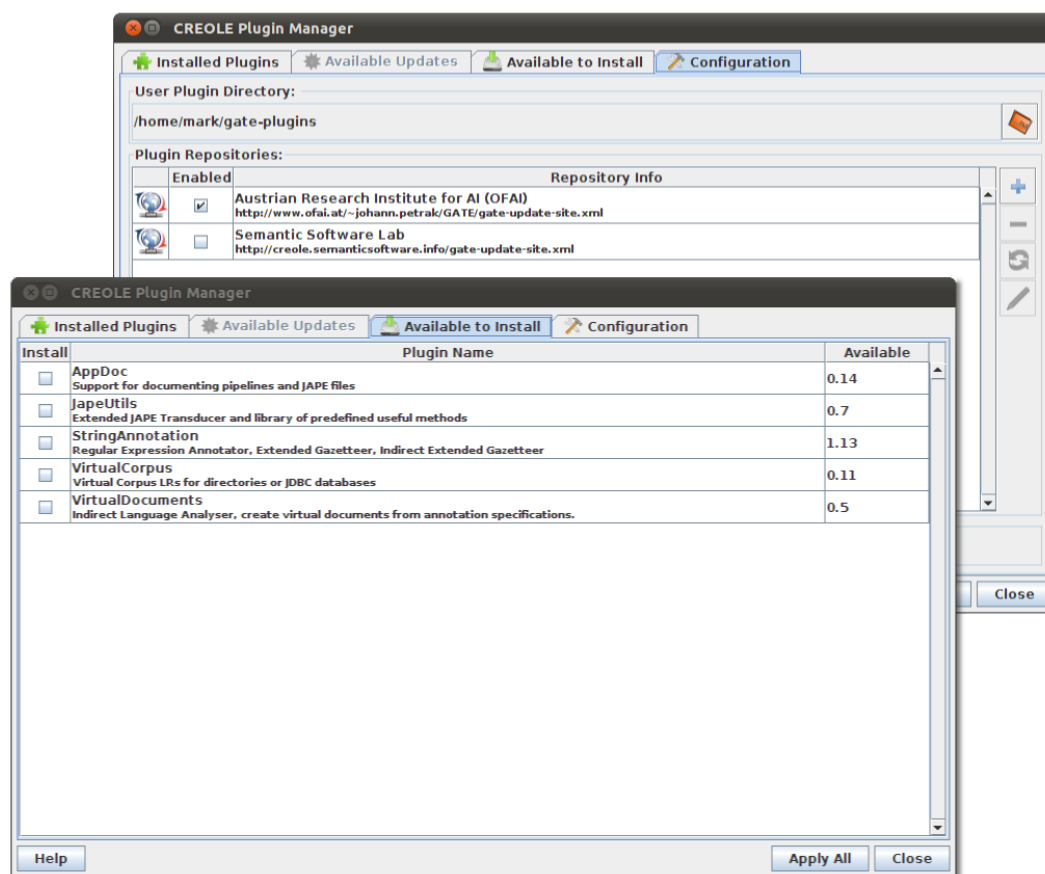 CREOLE Plugin Manager
Installed Plugins Available Updates Available to Install Configuration
User Plugin Directory:
/home/mark/gate-plugins
Plugin Repositories:
Enabled Repository Info
Austrian Research Institute for AI (OFAI)
http://www.ofai.at/~johann.petrak/GATE/gate-update-site.xml
Semantic Software Lab
http://creole.semanticsoftware.info/gate-update-site.xml
Close
CREOLE Plugin Manager
Installed Plugins Available Updates Available to Install Configuration
Install Plugin Name Available
AppDoc
Support for documenting pipelines and JAPE files
0.14
JapeUtils
Extended JAPE Transducer and library of predefined useful methods
0.7
StringAnnotation
Regular Expression Annotator, Extended Gazetteer, Indirect Extended Gazetteer
1.13
VirtualCorpus
Virtual Corpus LRs for directories or JDBC databases
0.11
VirtualDocuments
Indirect Language Analyser, create virtual documents from annotation specifications.
0.5
Help Apply All Close